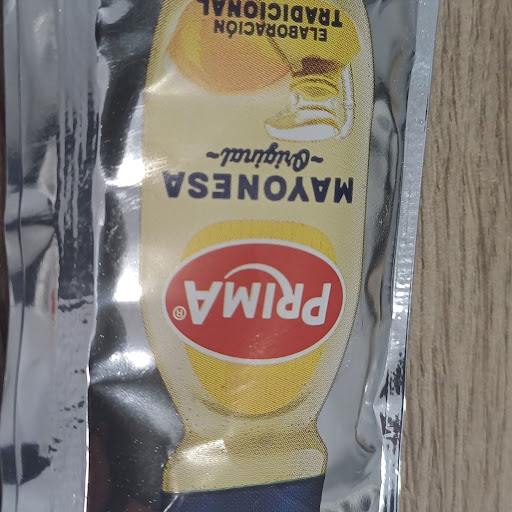 PRIMA®
MAYONESA
~Original~
ELABORACIÓN
TRADICIONAL